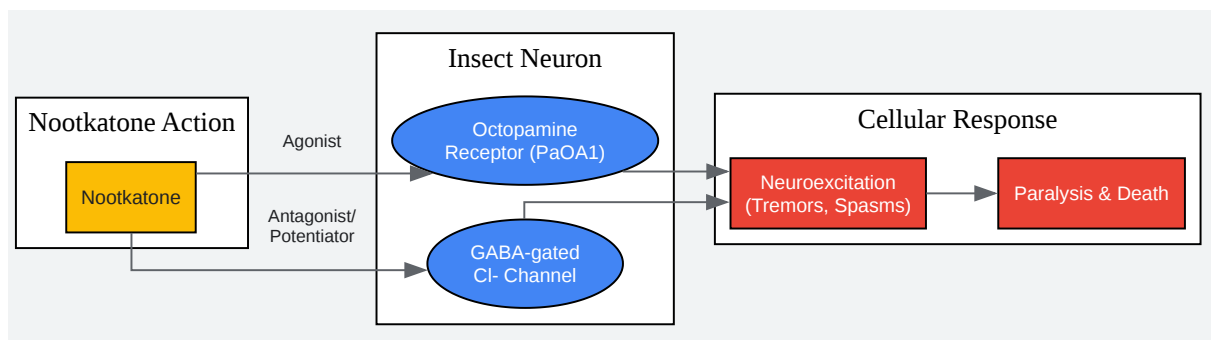 Nootkatone Action
Nootkatone
Agonist
Antagonist/
Potentiator
Insect Neuron
Octopamine
Receptor (PaOA1)
GABA-gated
Cl- Channel
Cellular Response
Neuroexcitation
(Tremors, Spasms)
Paralysis & Death